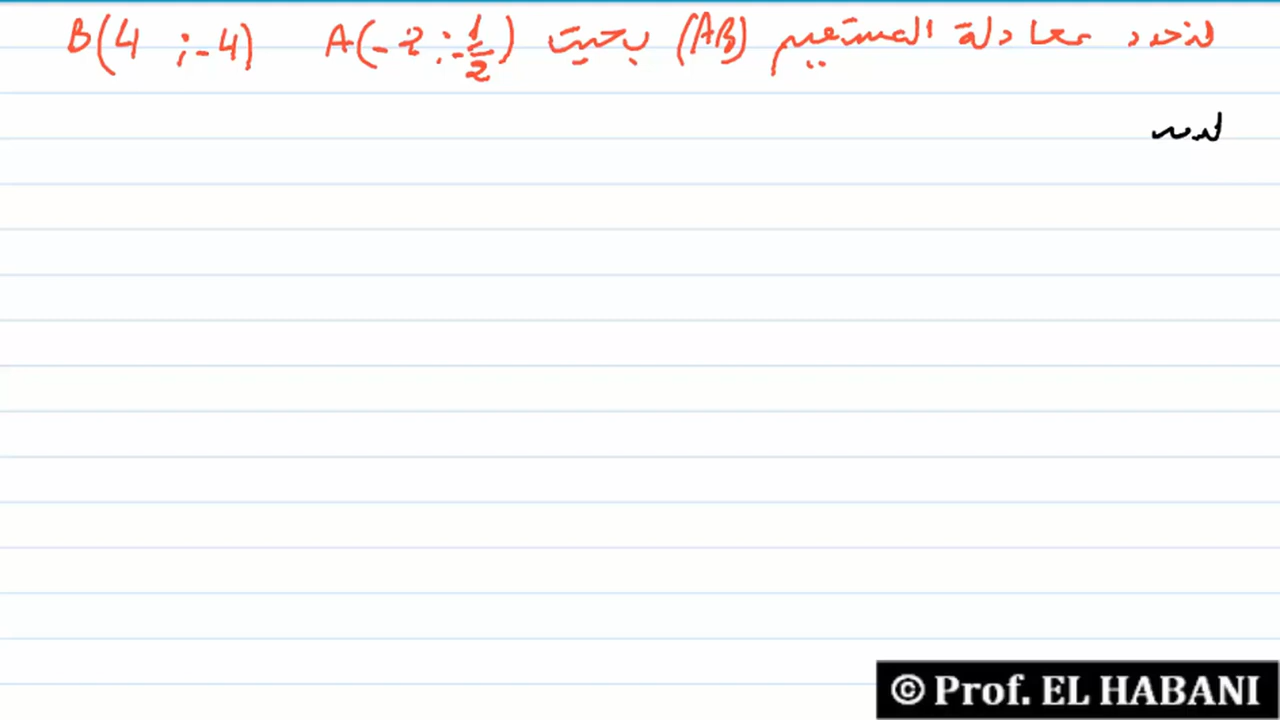 لنحدد معادلة المستقيم (AB) بحيث A(-2 ; -1/2) B(4 ; -4)
لدينا
© Prof. EL HABANI